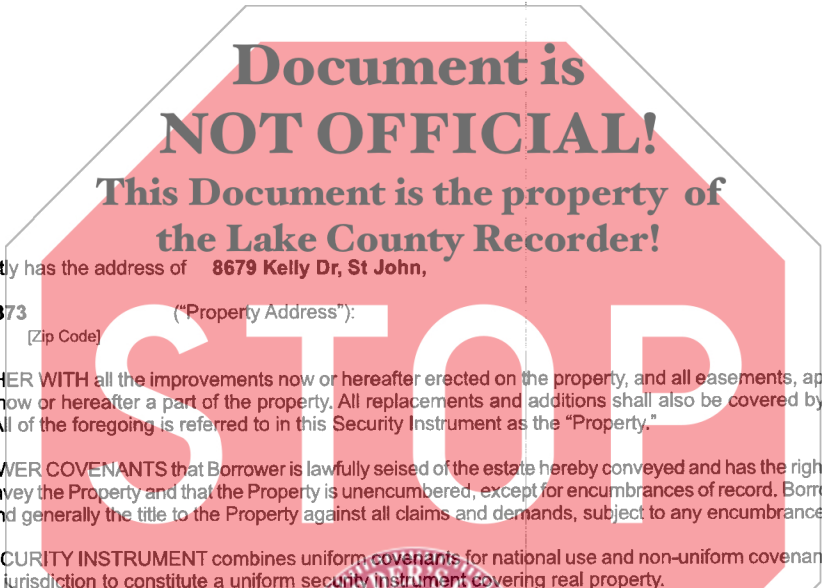 Document is
NOT OFFICIAL!
This Document is the property of
the Lake County Recorder!
tly has the address of 8679 Kelly Dr, St John,
373 ("Property Address"):
[Zip Code]
HER WITH all the improvements now or hereafter erected on the property, and all easements, ap
now or hereafter a part of the property. All replacements and additions shall also be covered by
ll of the foregoing is referred to in this Security Instrument as the "Property."
WER COVENANTS that Borrower is lawfully seised of the estate hereby conveyed and has the righ
vey the Property and that the Property is unencumbered, except for encumbrances of record. Borro
nd generally the title to the Property against all claims and demands, subject to any encumbrance
CURITY INSTRUMENT combines uniform covenants for national use and non-uniform covenan
jurisdiction to constitute a uniform security instrument covering real property.
STOP